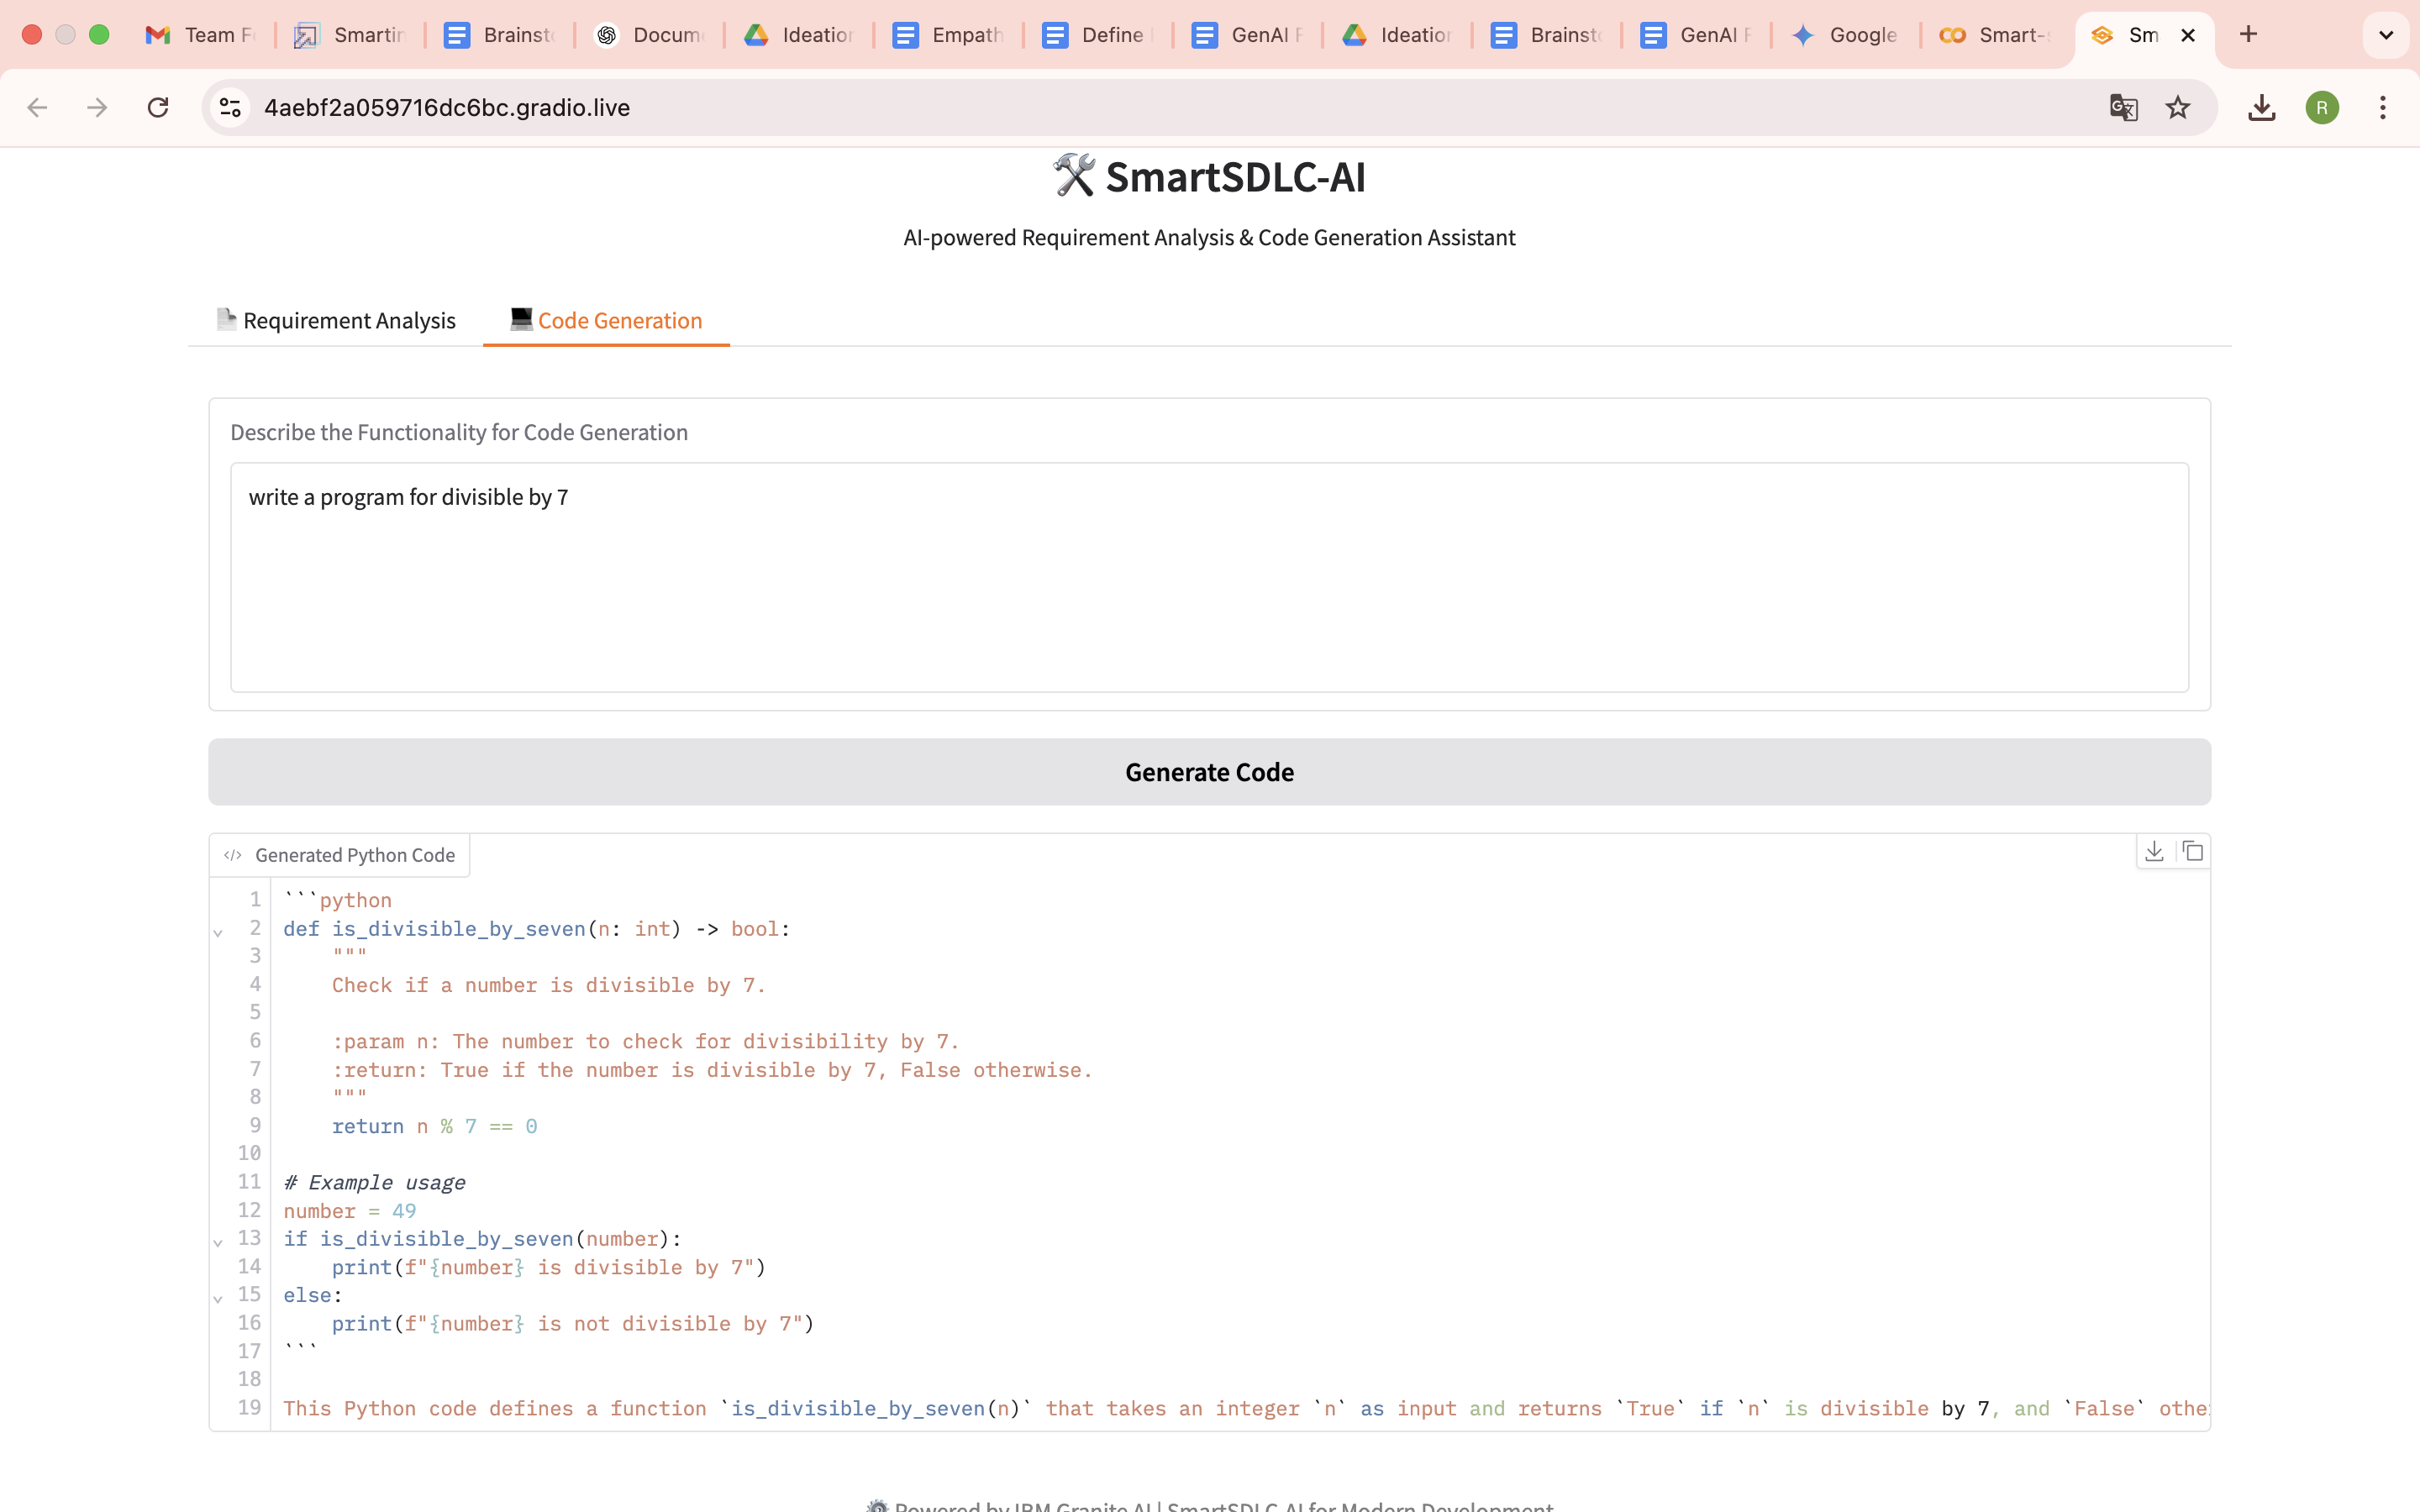 Team F
Smartin
Brainst
Docum
Ideation
Empath
Define
GenAI F
Ideation
Brainst
GenAI F
Google
Smart-s
Sm
4aebf2a059716dc6bc.gradio.live
R
🛠️ SmartSDLC-AI
AI-powered Requirement Analysis & Code Generation Assistant
📄 Requirement Analysis
💻 Code Generation
Describe the Functionality for Code Generation
write a program for divisible by 7
Generate Code
</> Generated Python Code
1 ```python
2 def is_divisible_by_seven(n: int) -> bool:
3     """
4     Check if a number is divisible by 7.
5
6     :param n: The number to check for divisibility by 7.
7     :return: True if the number is divisible by 7, False otherwise.
8     """
9     return n % 7 == 0
10
11 # Example usage
12 number = 49
13 if is_divisible_by_seven(number):
14     print(f"{number} is divisible by 7")
15 else:
16     print(f"{number} is not divisible by 7")
17 ```
18
19 This Python code defines a function `is_divisible_by_seven(n)` that takes an integer `n` as input and returns `True` if `n` is divisible by 7, and `False` othe
⚙️ Powered by IBM Granite AI | SmartSDLC-AI for Modern Development